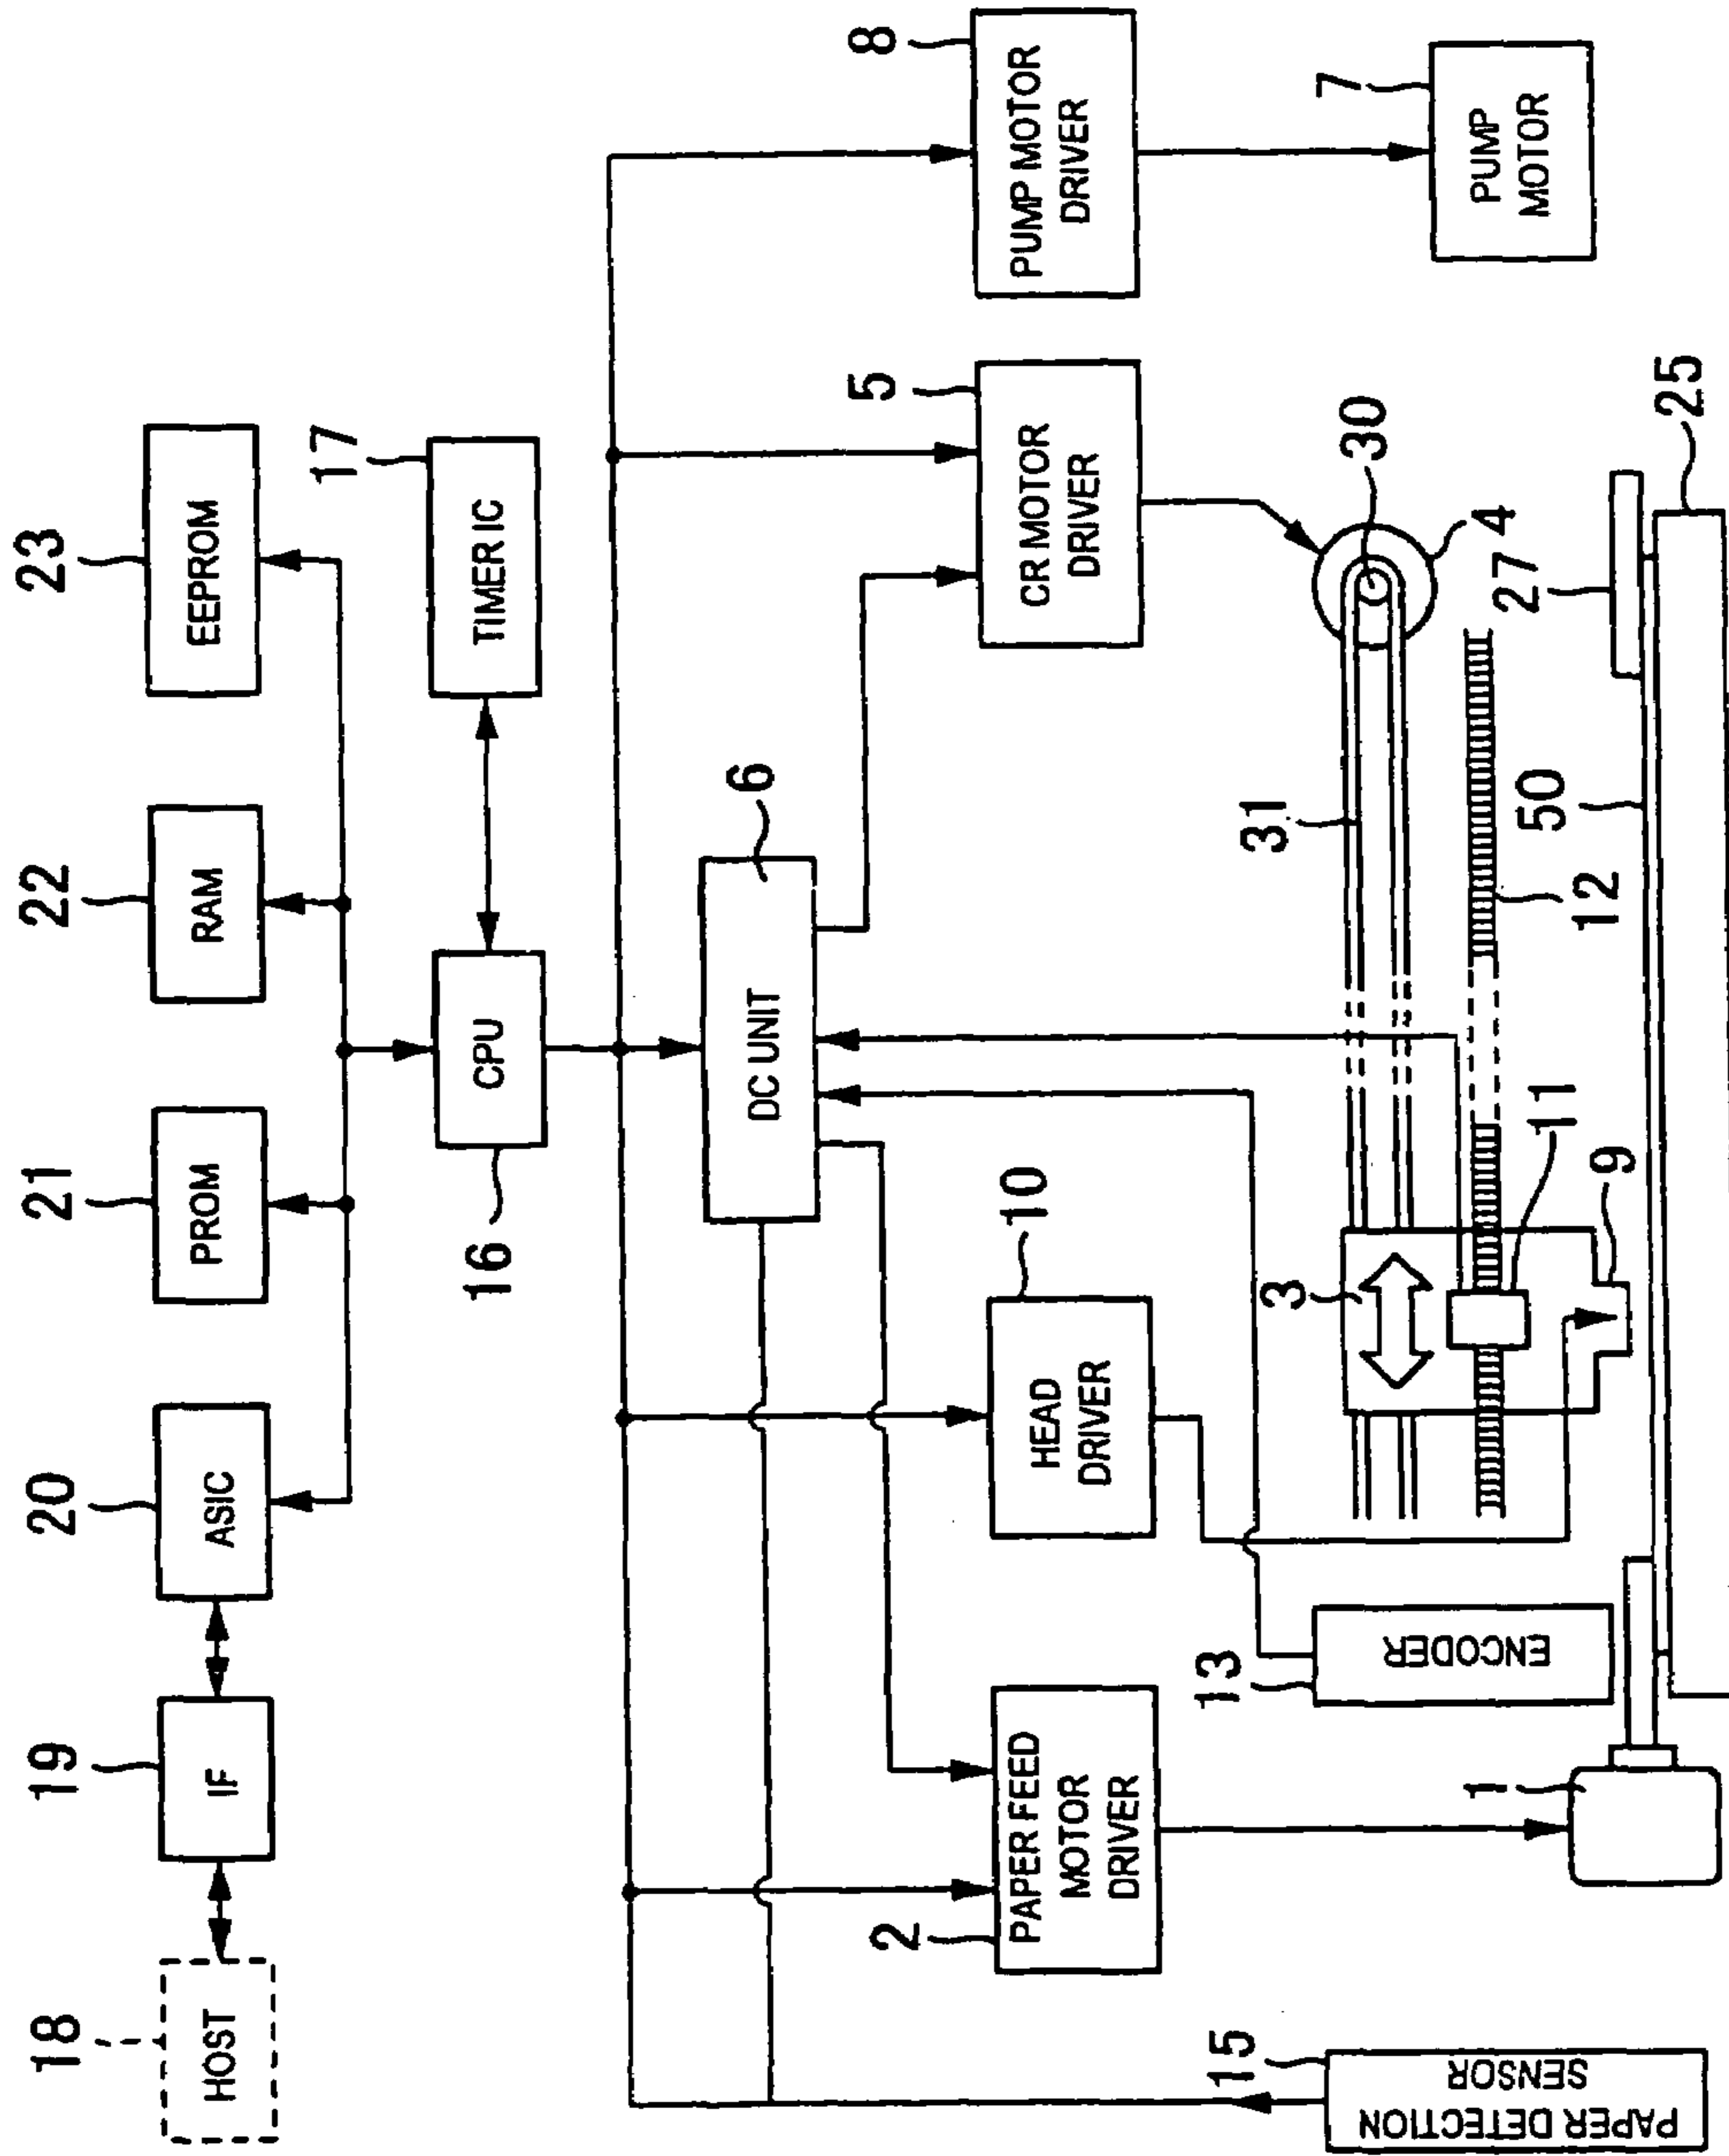 18
HOST
19
IF
20
ASIC
21
PROM
22
RAM
23
EEPROM
16
CPU
17
TIMER IC
6
DC UNIT
2
PAPER FEED
MOTOR
DRIVER
10
HEAD
DRIVER
5
CR MOTOR
DRIVER
8
PUMP MOTOR
DRIVER
15
PAPER DETECTION
SENSOR
1
13
ENCODER
3
11
9
31
12
50
30
4
27
25
7
PUMP
MOTOR